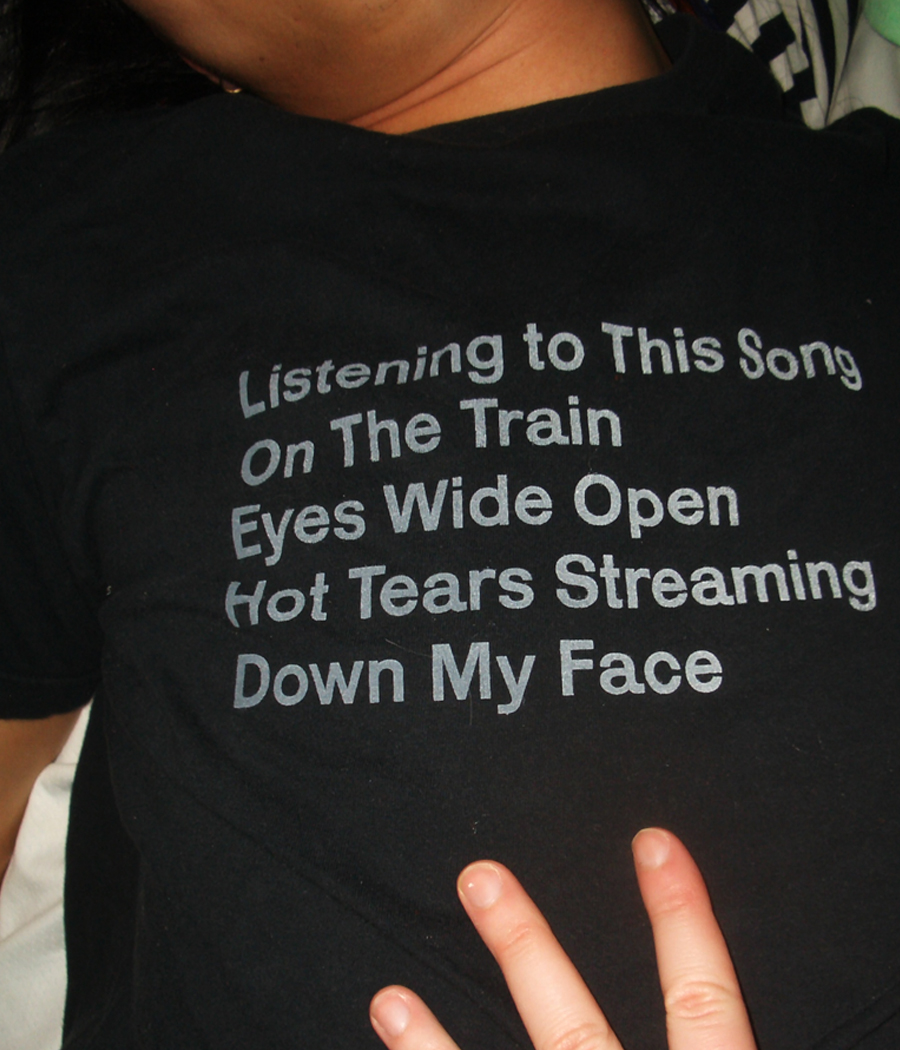 Listening to This Song
On The Train
Eyes Wide Open
Hot Tears Streaming
Down My Face